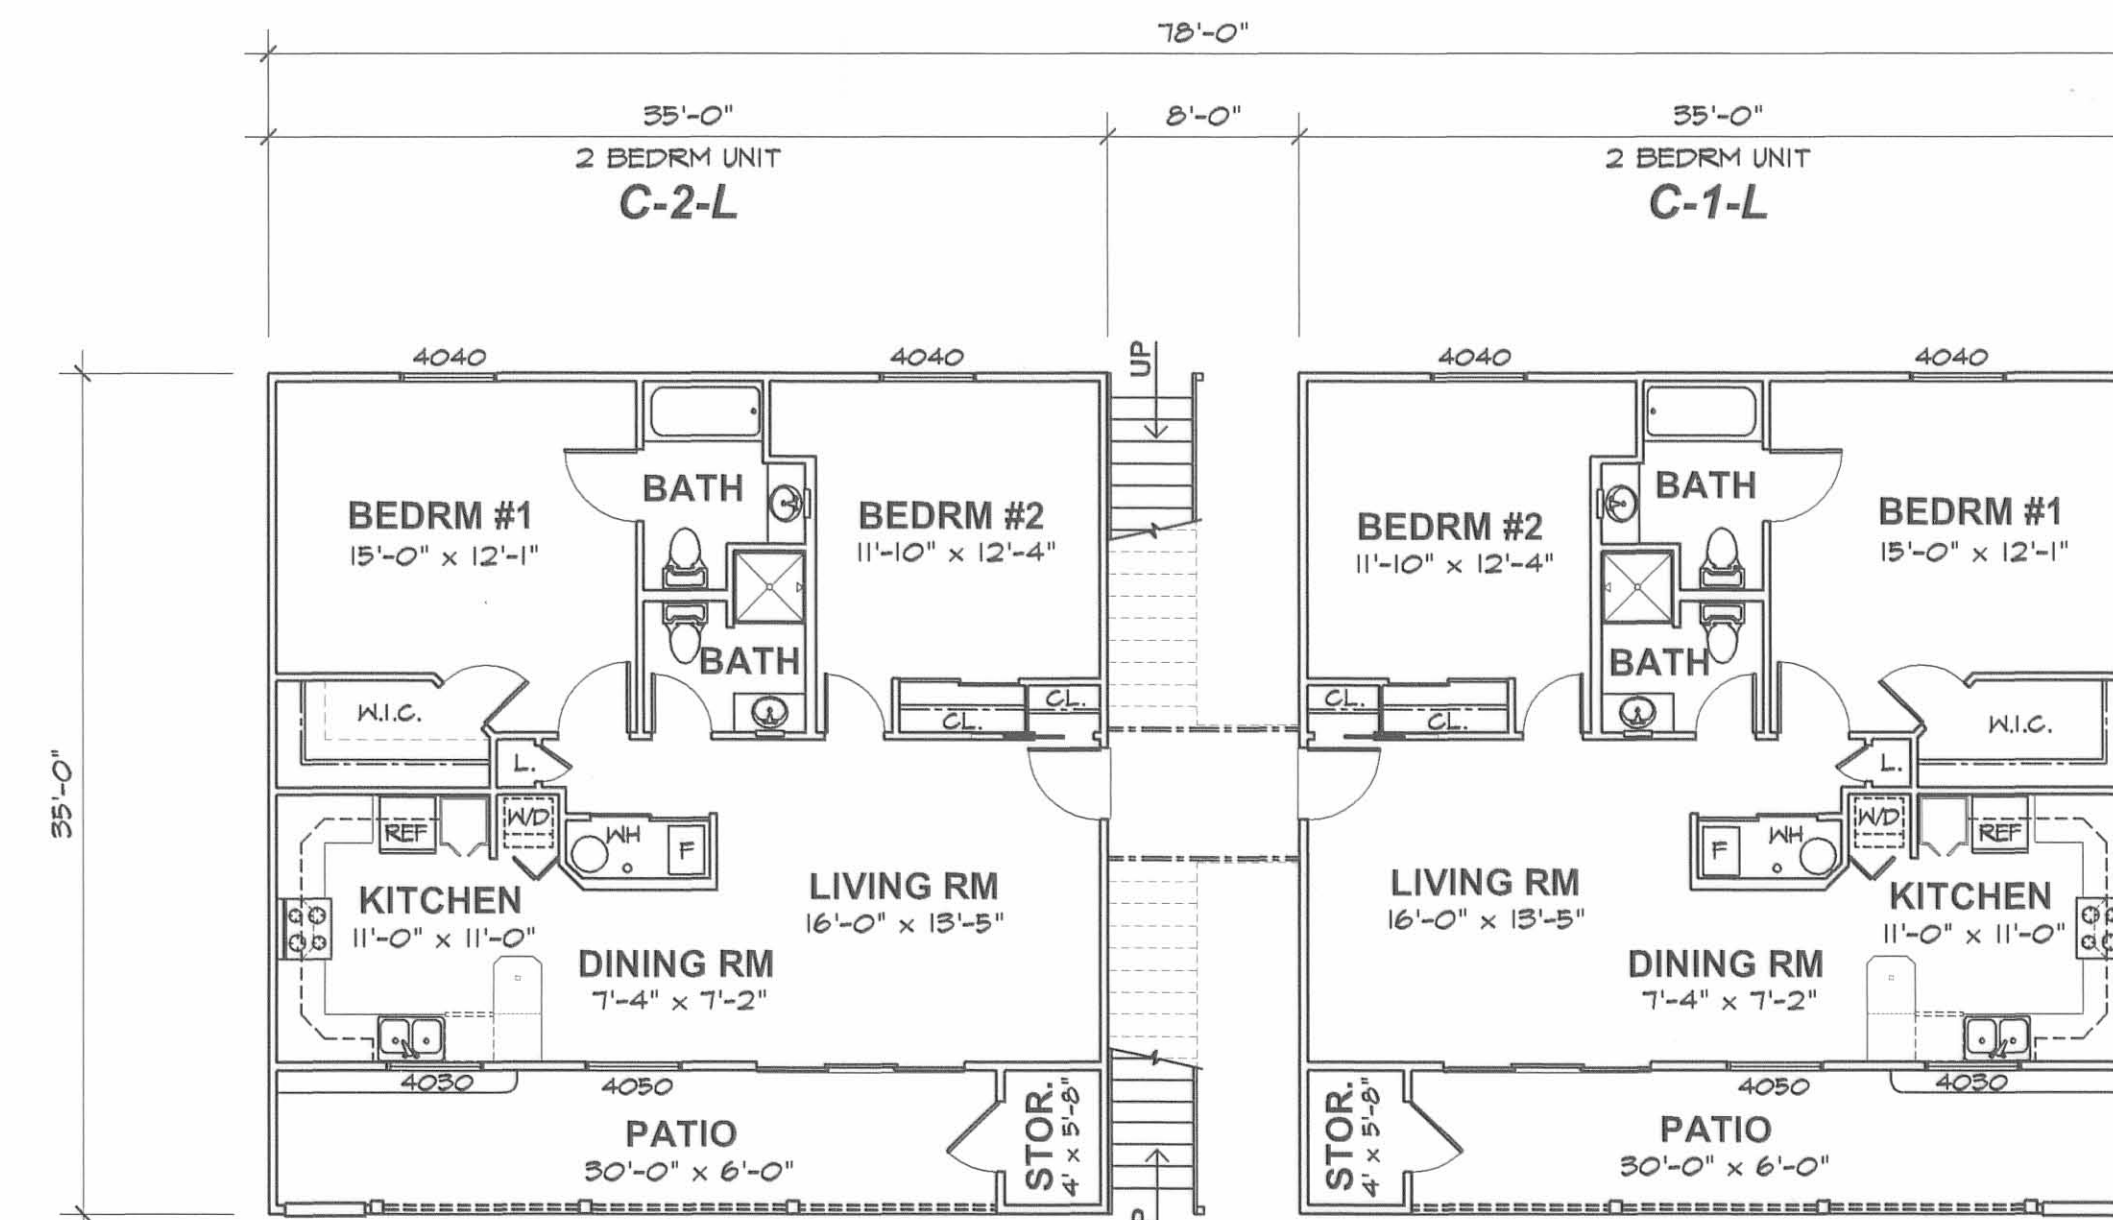 78'-0"
35'-0"
8'-0"
35'-0"
2 BEDRM UNIT
C-2-L
2 BEDRM UNIT
C-1-L
4040
4040
UP
4040
4040
BEDRM #1
15'-0" x 12'-1"
BATH
BEDRM #2
11'-10" x 12'-4"
BEDRM #2
11'-10" x 12'-4"
BATH
BEDRM #1
15'-0" x 12'-1"
BATH
BATH
W.I.C.
CL.
CL.
CL.
CL.
W.I.C.
L.
L.
35'-0"
REF
W/D
WH
F
F
WH
W/D
REF
KITCHEN
11'-0" x 11'-0"
LIVING RM
16'-0" x 13'-5"
LIVING RM
16'-0" x 13'-5"
KITCHEN
11'-0" x 11'-0"
DINING RM
7'-4" x 7'-2"
DINING RM
7'-4" x 7'-2"
4030
4050
4050
4030
PATIO
30'-0" x 6'-0"
STOR.
4' x 5'-8"
STOR.
4' x 5'-8"
PATIO
30'-0" x 6'-0"